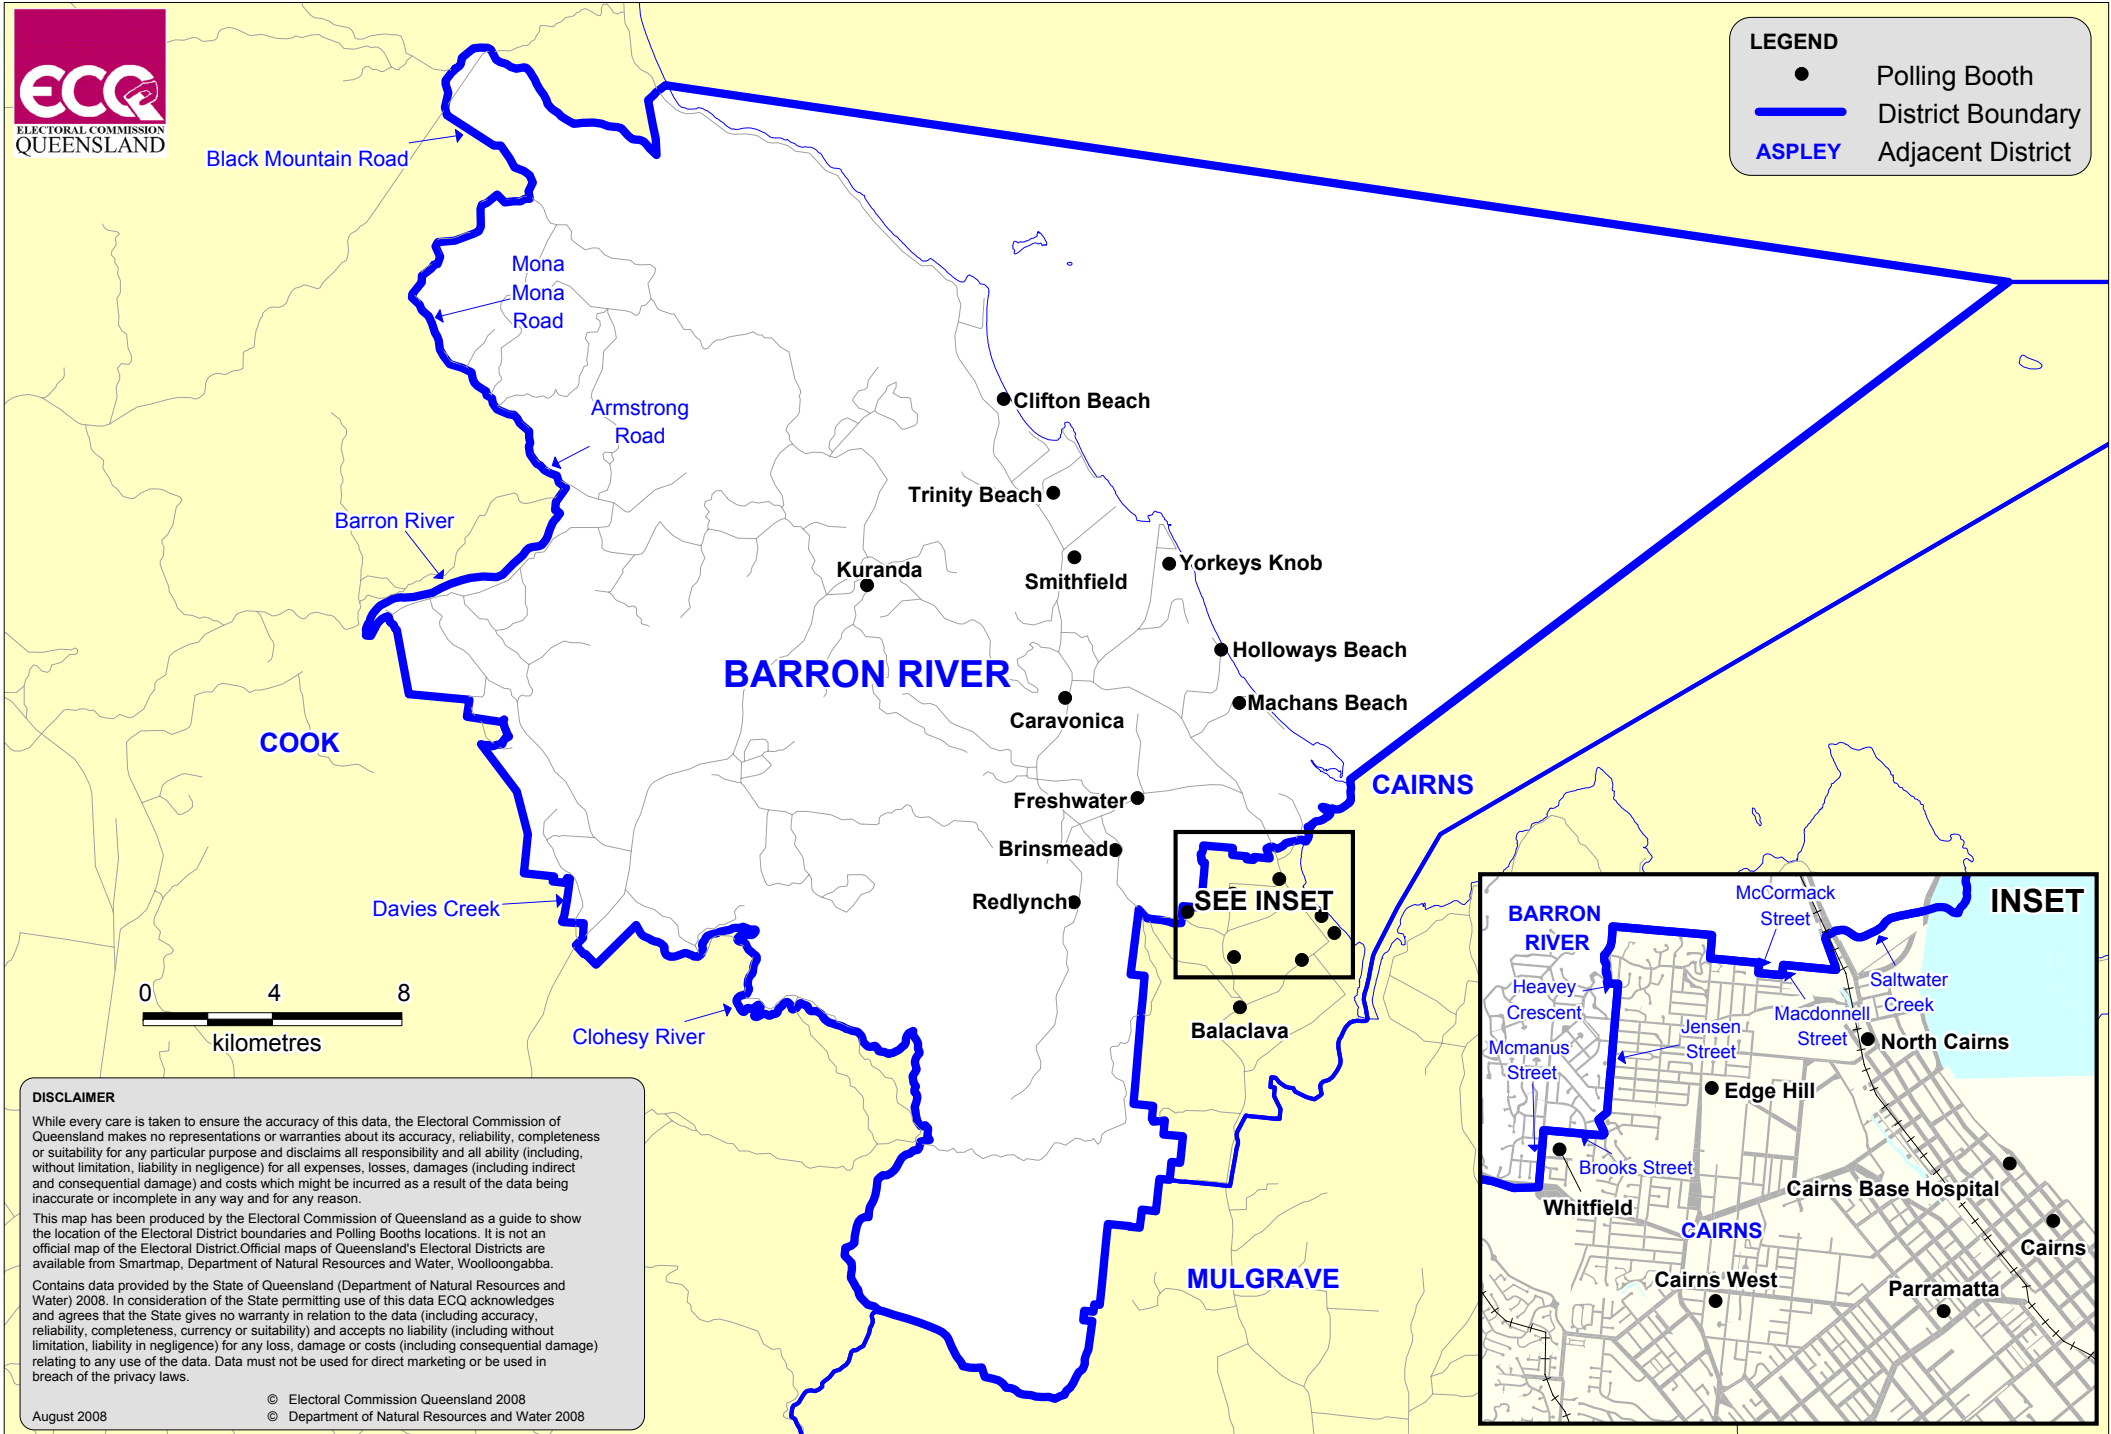 ECQ
ELECTORAL COMMISSION
QUEENSLAND
LEGEND
Polling Booth
District Boundary
ASPLEY Adjacent District
Black Mountain Road
Mona
Mona
Road
Armstrong
Road
Barron River
Clifton Beach
Trinity Beach
Kuranda
Smithfield
Yorkeys Knob
Holloways Beach
BARRON RIVER
Machans Beach
Caravonica
COOK
CAIRNS
Freshwater
Brinsmead
Redlynch
SEE INSET
Davies Creek
Balaclava
Clohesy River
MULGRAVE
0 4 8
kilometres
INSET
McCormack
Street
BARRON
RIVER
Heavey
Crescent
Saltwater
Creek
Macdonnell
Street
Jensen
Street
Mcmanus
Street
North Cairns
Edge Hill
Brooks Street
Cairns Base Hospital
Whitfield
CAIRNS
Cairns
Cairns West
Parramatta
DISCLAIMER
While every care is taken to ensure the accuracy of this data, the Electoral Commission of
Queensland makes no representations or warranties about its accuracy, reliability, completeness
or suitability for any particular purpose and disclaims all responsibility and all ability (including,
without limitation, liability in negligence) for all expenses, losses, damages (including indirect
and consequential damage) and costs which might be incurred as a result of the data being
inaccurate or incomplete in any way and for any reason.
This map has been produced by the Electoral Commission of Queensland as a guide to show
the location of the Electoral District boundaries and Polling Booths locations. It is not an
official map of the Electoral District.Official maps of Queensland's Electoral Districts are
available from Smartmap, Department of Natural Resources and Water, Woolloongabba.
Contains data provided by the State of Queensland (Department of Natural Resources and
Water) 2008. In consideration of the State permitting use of this data ECQ acknowledges
and agrees that the State gives no warranty in relation to the data (including accuracy,
reliability, completeness, currency or suitability) and accepts no liability (including without
limitation, liability in negligence) for any loss, damage or costs (including consequential damage)
relating to any use of the data. Data must not be used for direct marketing or be used in
breach of the privacy laws.
© Electoral Commission Queensland 2008
August 2008 © Department of Natural Resources and Water 2008